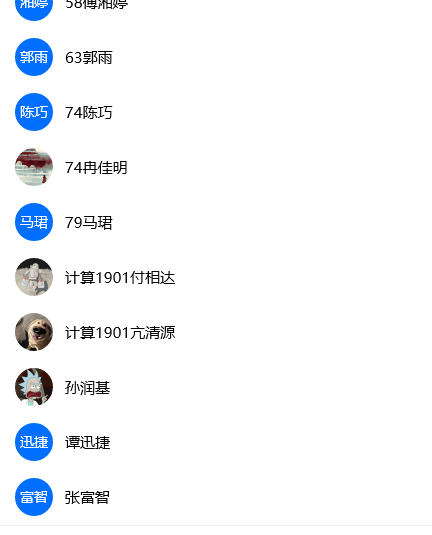 湘婷 58傅湘婷
郭雨 63郭雨
陈巧 74陈巧
74冉佳明
马珺 79马珺
计算1901付相达
计算1901亢清源
孙润基
迅捷 谭迅捷
富智 张富智